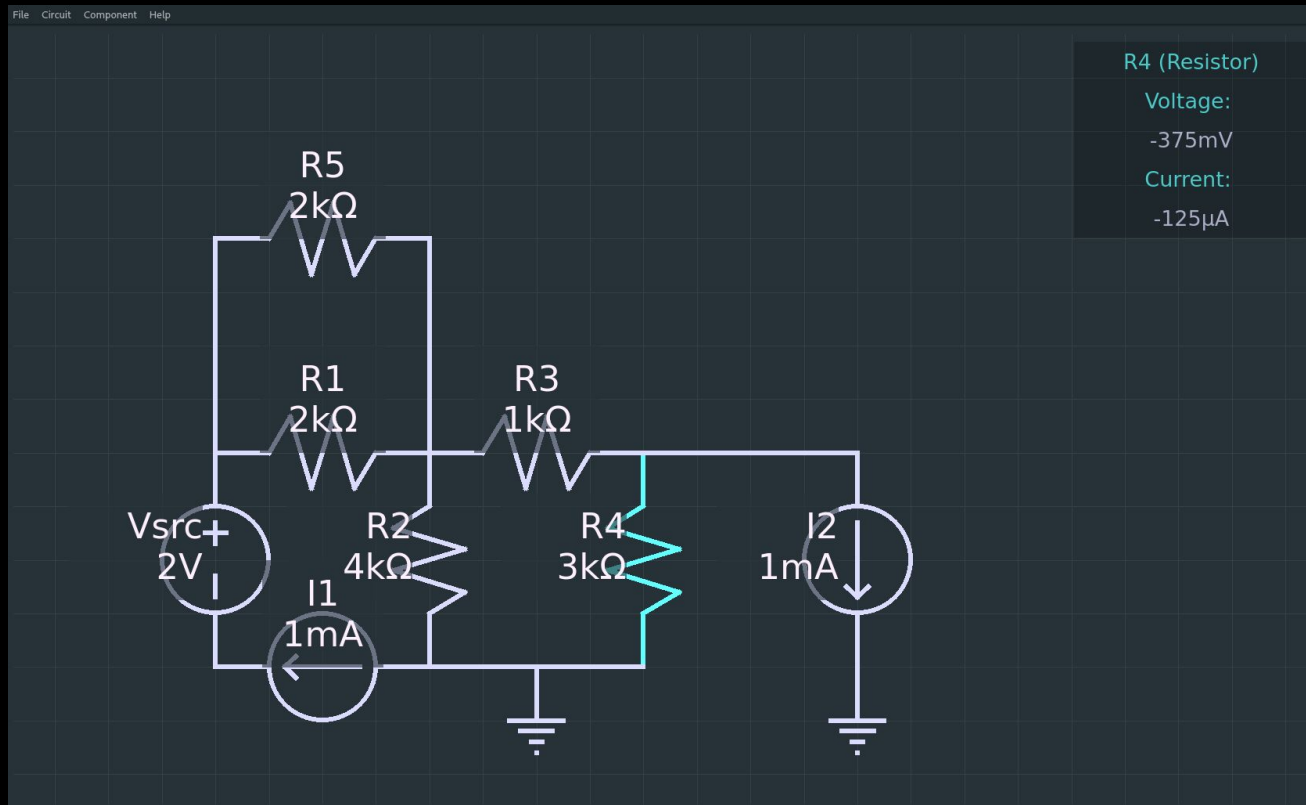 File Circuit Component Help
R4 (Resistor)
Voltage:
-375mV
Current:
-125µA
R5
2kΩ
R1
2kΩ
R3
1kΩ
Vsrc
2V
R2
4kΩ
R4
3kΩ
I2
1mA
I1
1mA